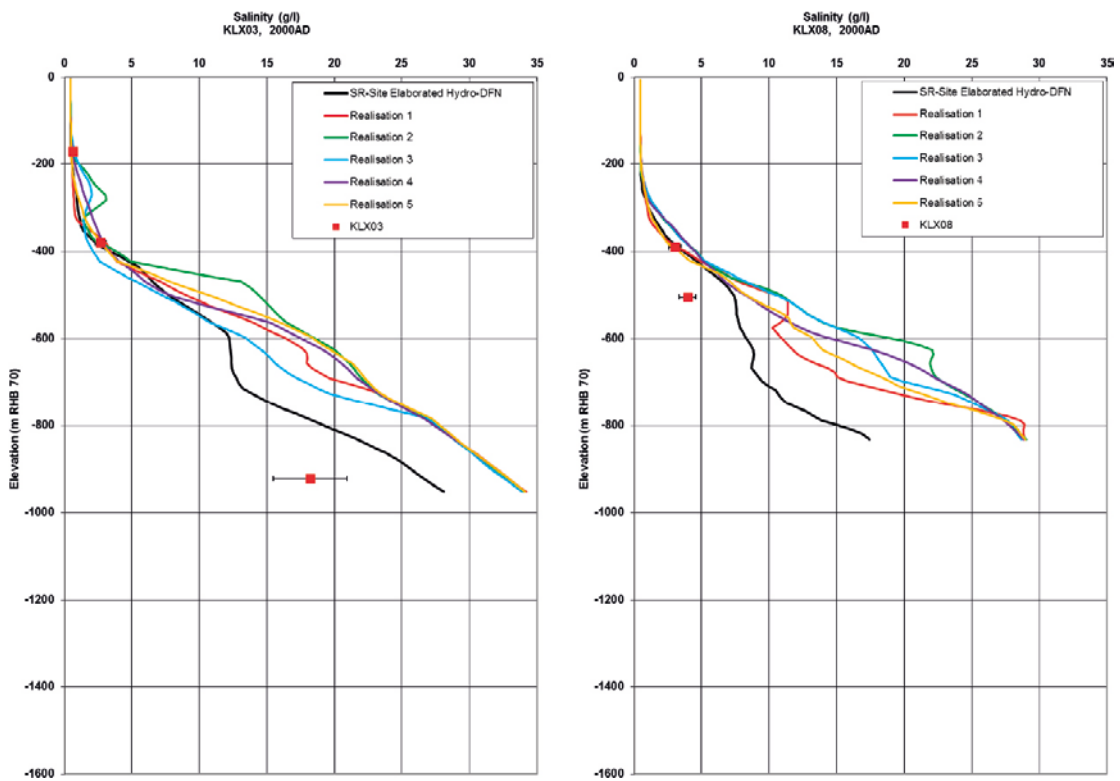 Salinity (g/l)
KLX03, 2000AD
0 5 10 15 20 25 30 35
0
-200
-400
-600
-800
-1000
-1200
-1400
-1600
Elevation (m RHB 70)
SR-Site Elaborated Hydro-DFN
Realisation 1
Realisation 2
Realisation 3
Realisation 4
Realisation 5
KLX03
Salinity (g/l)
KLX08, 2000AD
0 5 10 15 20 25 30 35
0
-200
-400
-600
-800
-1000
-1200
-1400
-1600
Elevation (m RHB 70)
SR-Site Elaborated Hydro-DFN
Realisation 1
Realisation 2
Realisation 3
Realisation 4
Realisation 5
KLX08